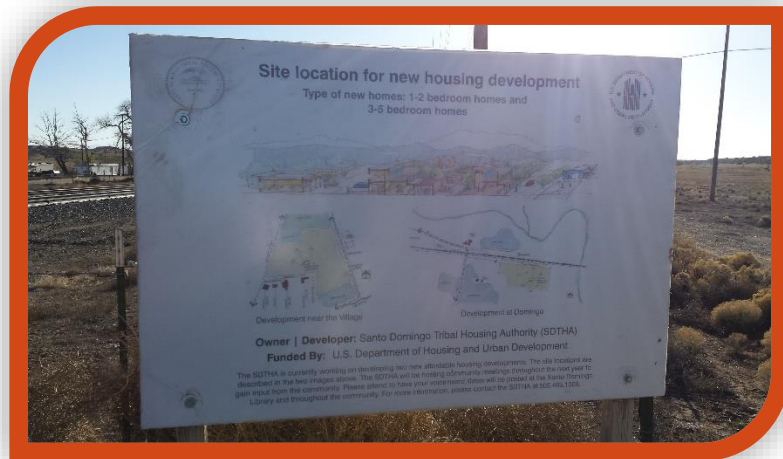 Site location for new housing development
Type of new homes: 1-2 bedroom homes and
3-5 bedroom homes
Development near the Village
Development at Domingo
Owner | Developer: Santo Domingo Tribal Housing Authority (SDTHA)
Funded By: U.S. Department of Housing and Urban Development
The SDTHA is currently working on developing two new affordable housing developments. The site locations are
described in the two images above. The SDTHA will be hosting community meetings throughout the next year to
gain input from the community. Please attend to have your voice heard, dates will be posted at the Santo Domingo
Library and throughout the community. For more information, please contact the SDTHA at 505.465.